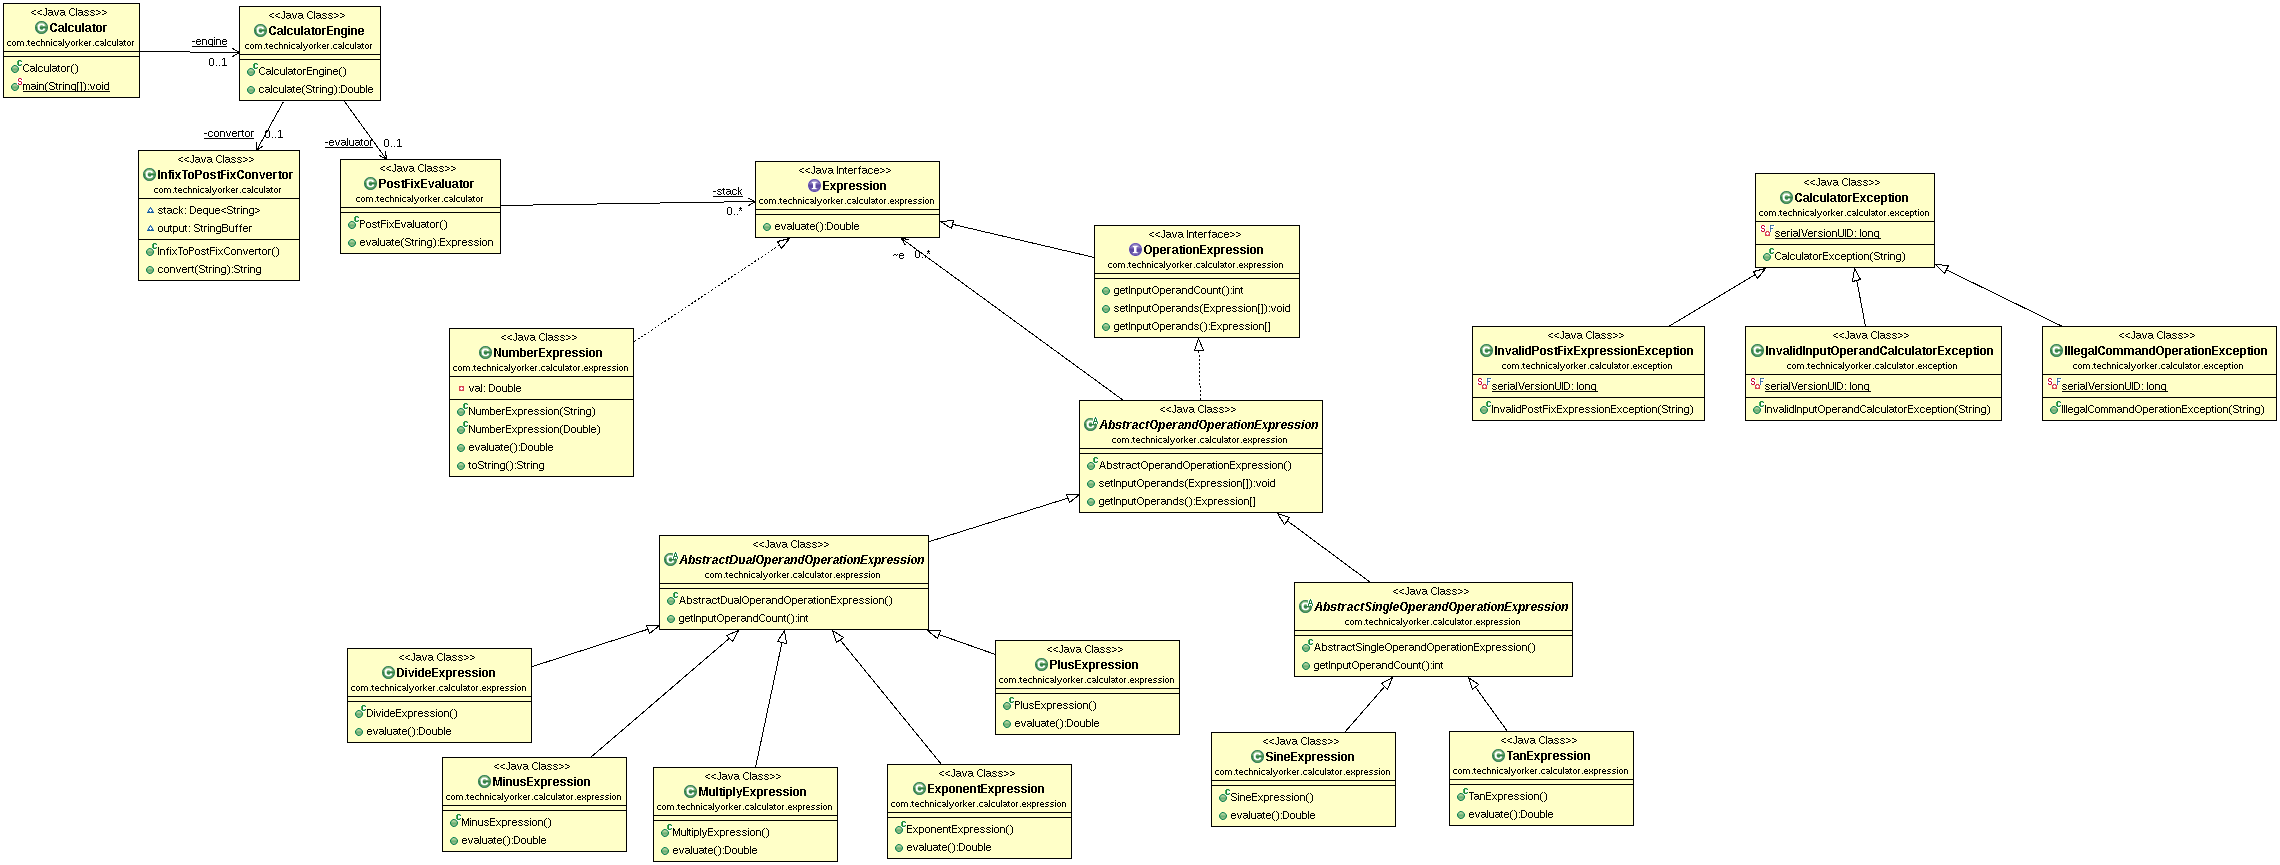 <<Java Class>>
Calculator
com.technicalyorker.calculator
Calculator()
main(String[]):void
-engine
0..1
<<Java Class>>
CalculatorEngine
com.technicalyorker.calculator
CalculatorEngine()
calculate(String):Double
-convertor
0..1
-evaluator
0..1
<<Java Class>>
InfixToPostFixConvertor
com.technicalyorker.calculator
stack: Deque<String>
output: StringBuffer
InfixToPostFixConvertor()
convert(String):String
<<Java Class>>
PostFixEvaluator
com.technicalyorker.calculator
PostFixEvaluator()
evaluate(String):Expression
-stack
0..*
<<Java Interface>>
Expression
com.technicalyorker.calculator.expression
evaluate():Double
<<Java Interface>>
OperationExpression
com.technicalyorker.calculator.expression
getInputOperandCount():int
setInputOperands(Expression[]):void
getInputOperands():Expression[]
~e
0..*
<<Java Class>>
CalculatorException
com.technicalyorker.calculator.exception
serialVersionUID: long
CalculatorException(String)
<<Java Class>>
InvalidPostFixExpressionException
com.technicalyorker.calculator.exception
serialVersionUID: long
InvalidPostFixExpressionException(String)
<<Java Class>>
InvalidInputOperandCalculatorException
com.technicalyorker.calculator.exception
serialVersionUID: long
InvalidInputOperandCalculatorException(String)
<<Java Class>>
IllegalCommandOperationException
com.technicalyorker.calculator.exception
serialVersionUID: long
IllegalCommandOperationException(String)
<<Java Class>>
NumberExpression
com.technicalyorker.calculator.expression
val: Double
NumberExpression(String)
NumberExpression(Double)
evaluate():Double
toString():String
<<Java Class>>
AbstractOperandOperationExpression
com.technicalyorker.calculator.expression
AbstractOperandOperationExpression()
setInputOperands(Expression[]):void
getInputOperands():Expression[]
<<Java Class>>
AbstractDualOperandOperationExpression
com.technicalyorker.calculator.expression
AbstractDualOperandOperationExpression()
getInputOperandCount():int
<<Java Class>>
AbstractSingleOperandOperationExpression
com.technicalyorker.calculator.expression
AbstractSingleOperandOperationExpression()
getInputOperandCount():int
<<Java Class>>
DivideExpression
com.technicalyorker.calculator.expression
DivideExpression()
evaluate():Double
<<Java Class>>
PlusExpression
com.technicalyorker.calculator.expression
PlusExpression()
evaluate():Double
<<Java Class>>
MinusExpression
com.technicalyorker.calculator.expression
MinusExpression()
evaluate():Double
<<Java Class>>
MultiplyExpression
com.technicalyorker.calculator.expression
MultiplyExpression()
evaluate():Double
<<Java Class>>
ExponentExpression
com.technicalyorker.calculator.expression
ExponentExpression()
evaluate():Double
<<Java Class>>
SineExpression
com.technicalyorker.calculator.expression
SineExpression()
evaluate():Double
<<Java Class>>
TanExpression
com.technicalyorker.calculator.expression
TanExpression()
evaluate():Double